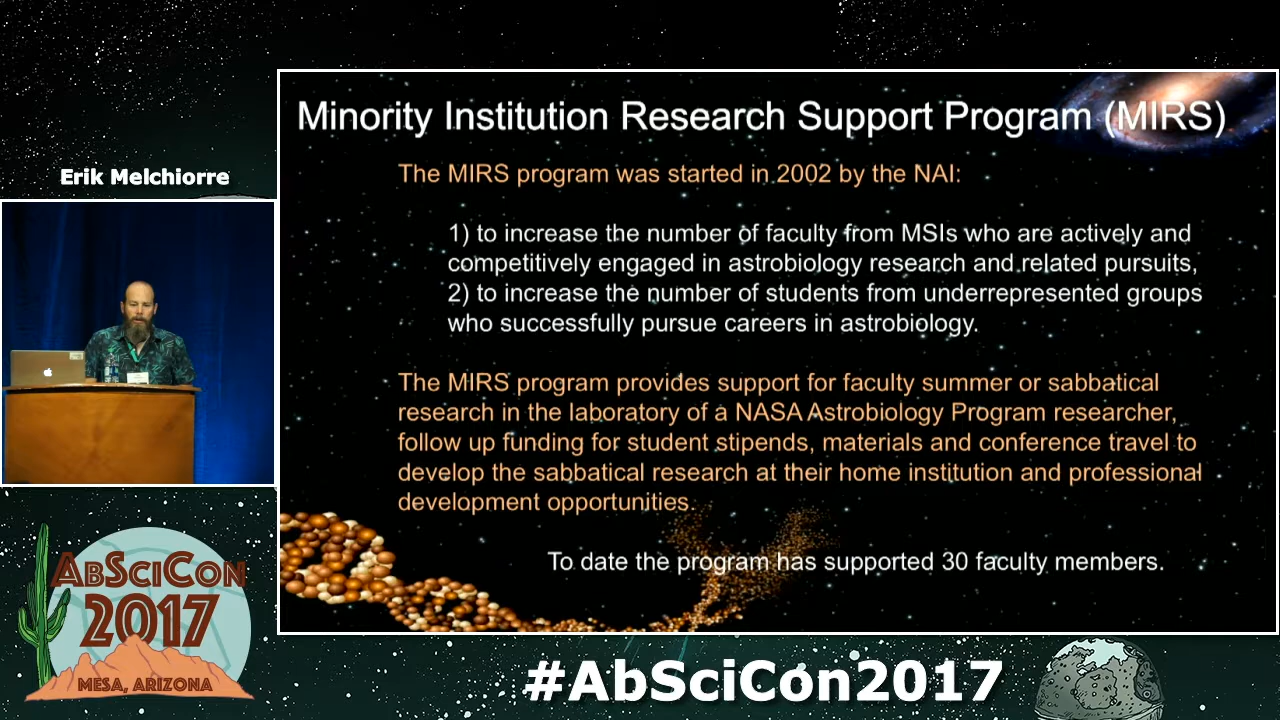 Minority Institution Research Support Program (MIRS)
Erik Melchiorre
The MIRS program was started in 2002 by the NAI:
1) to increase the number of faculty from MSIs who are actively and
competitively engaged in astrobiology research and related pursuits,
2) to increase the number of students from underrepresented groups
who successfully pursue careers in astrobiology.
The MIRS program provides support for faculty summer or sabbatical
research in the laboratory of a NASA Astrobiology Program researcher,
follow up funding for student stipends, materials and conference travel to
develop the sabbatical research at their home institution and professional
development opportunities.
To date the program has supported 30 faculty members.
ABSCICON
2017
MESA, ARIZONA
#AbSciCon2017